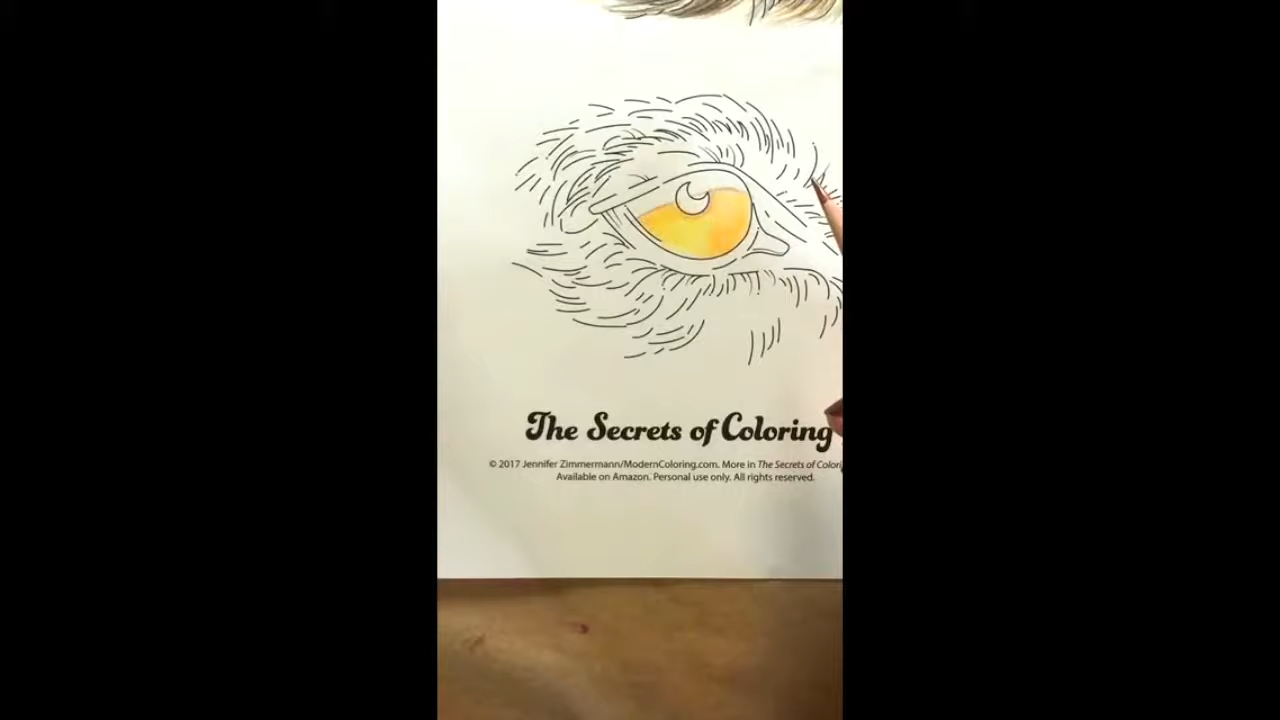 The Secrets of Coloring
© 2017 Jennifer Zimmermann/ModernColoring.com. More in The Secrets of
Available on Amazon. Personal use only. All rights reserved.